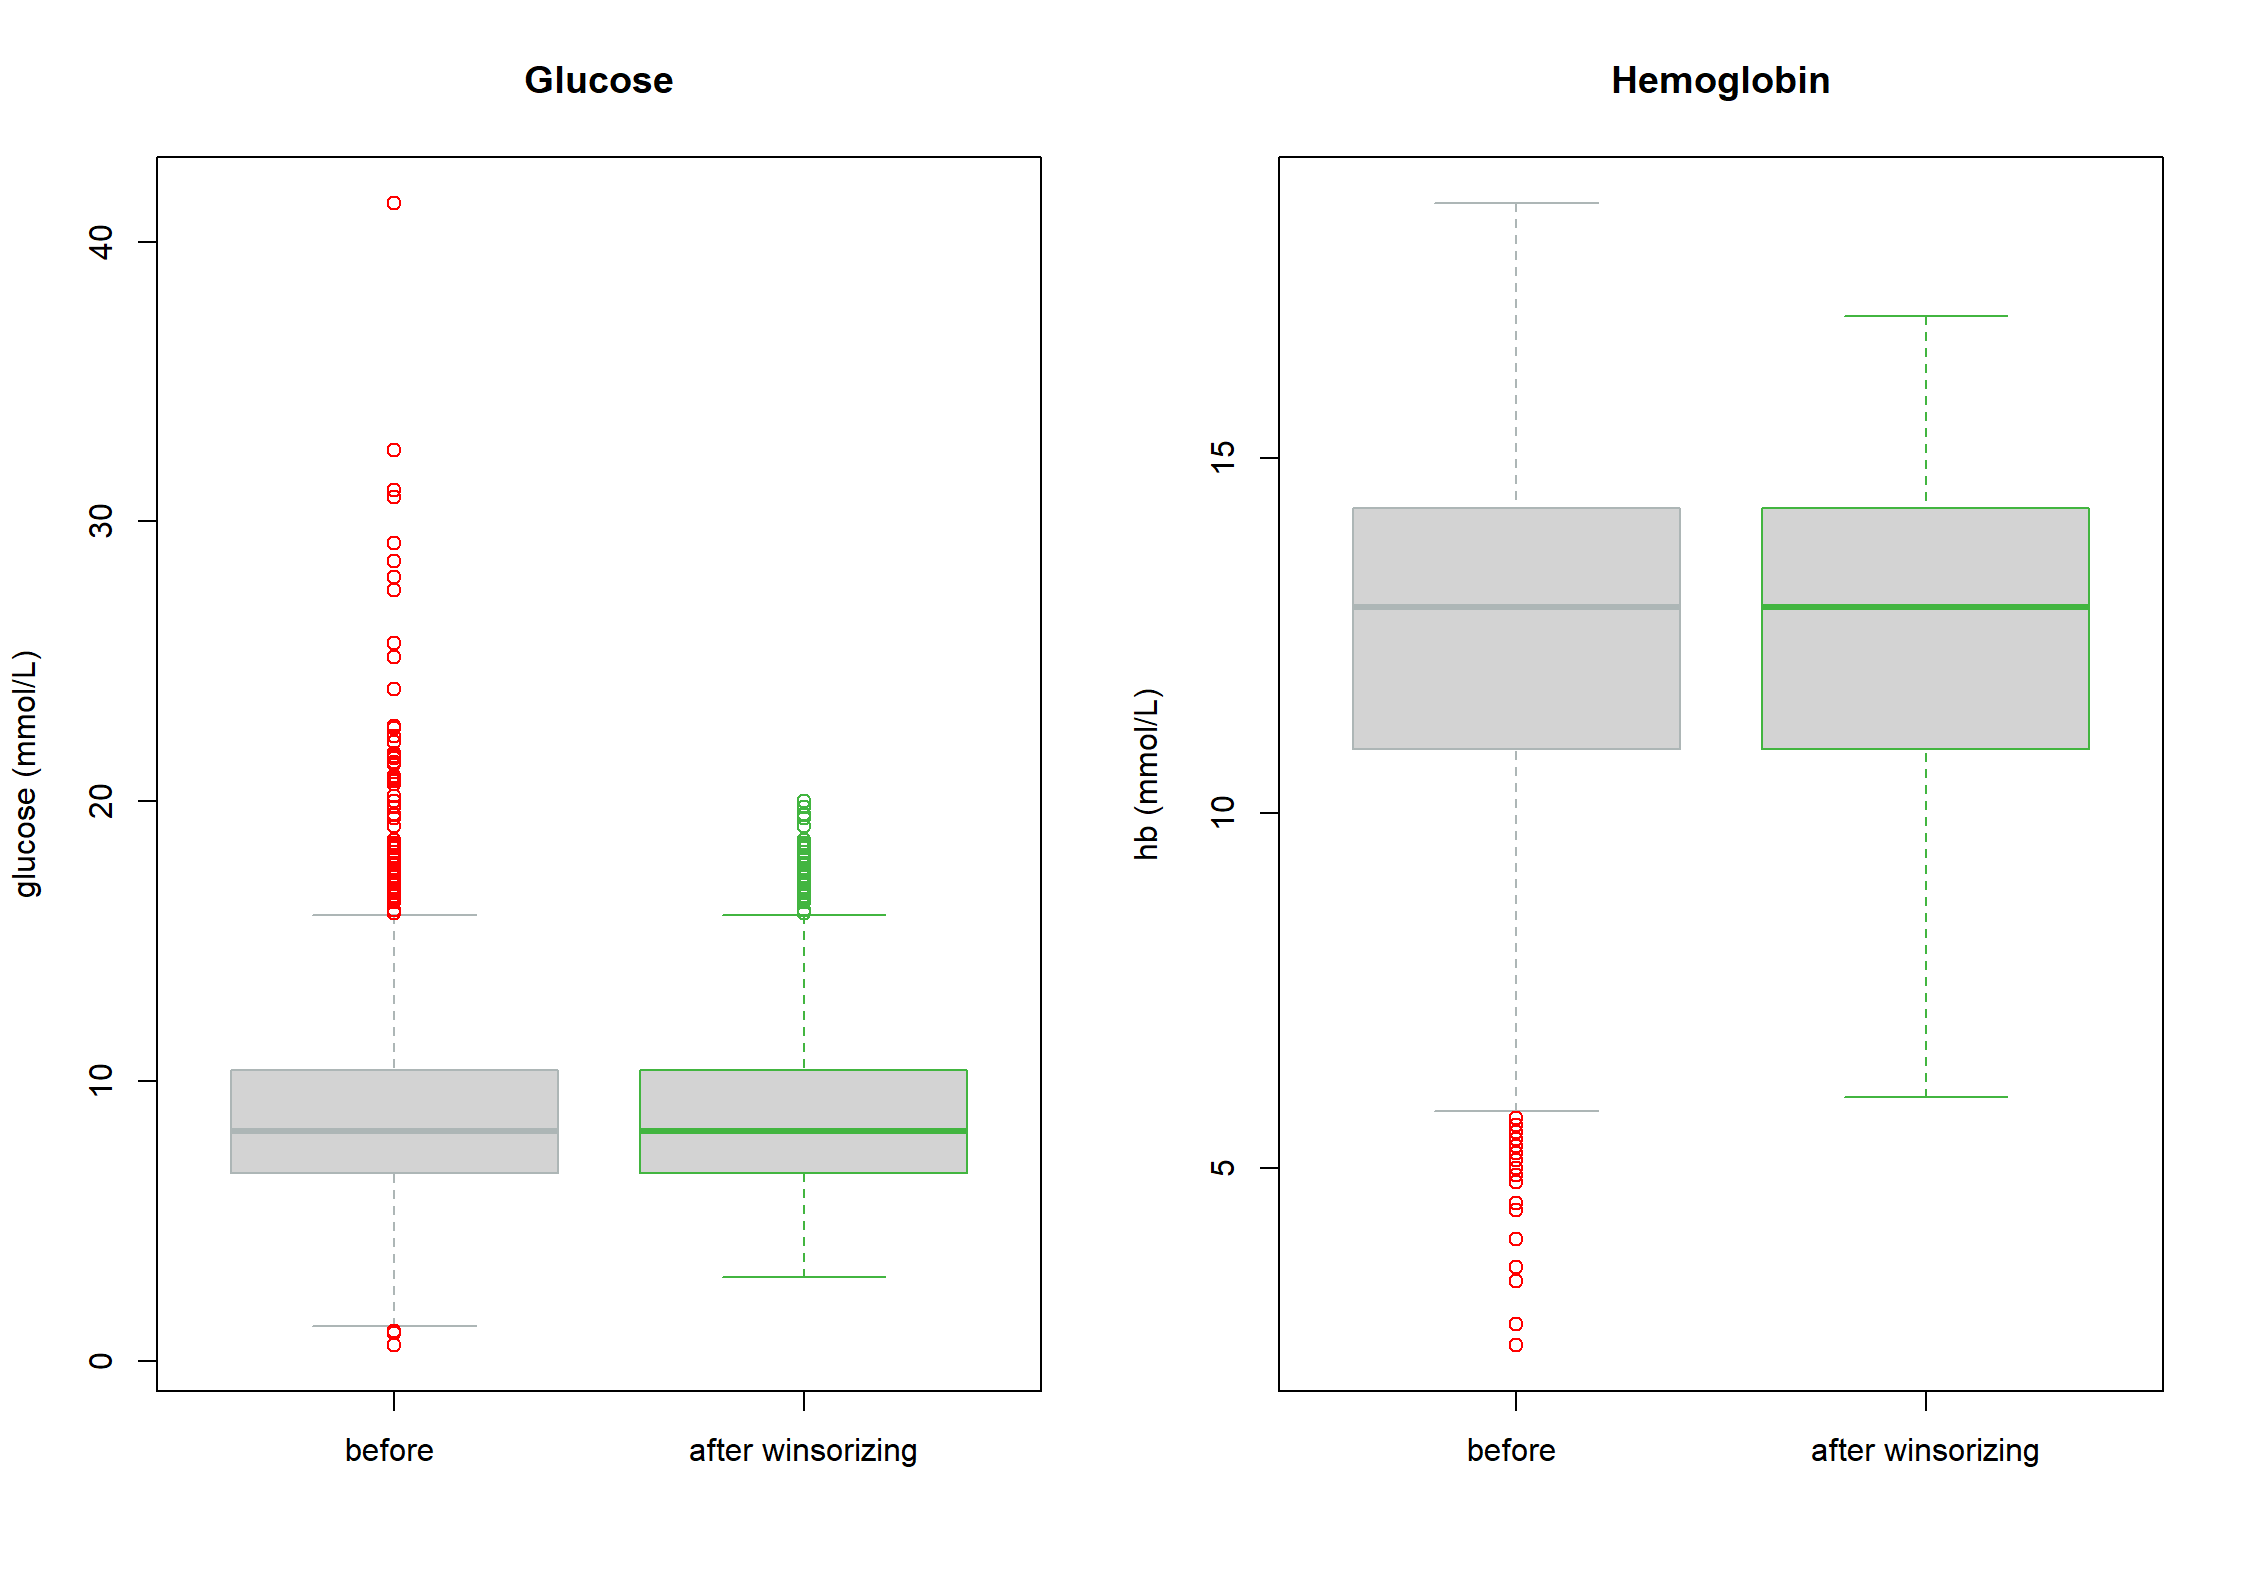 Glucose
glucose (mmol/L)
40
30
20
10
0
before
after winsorizing
Hemoglobin
hb (mmol/L)
15
10
5
before
after winsorizing